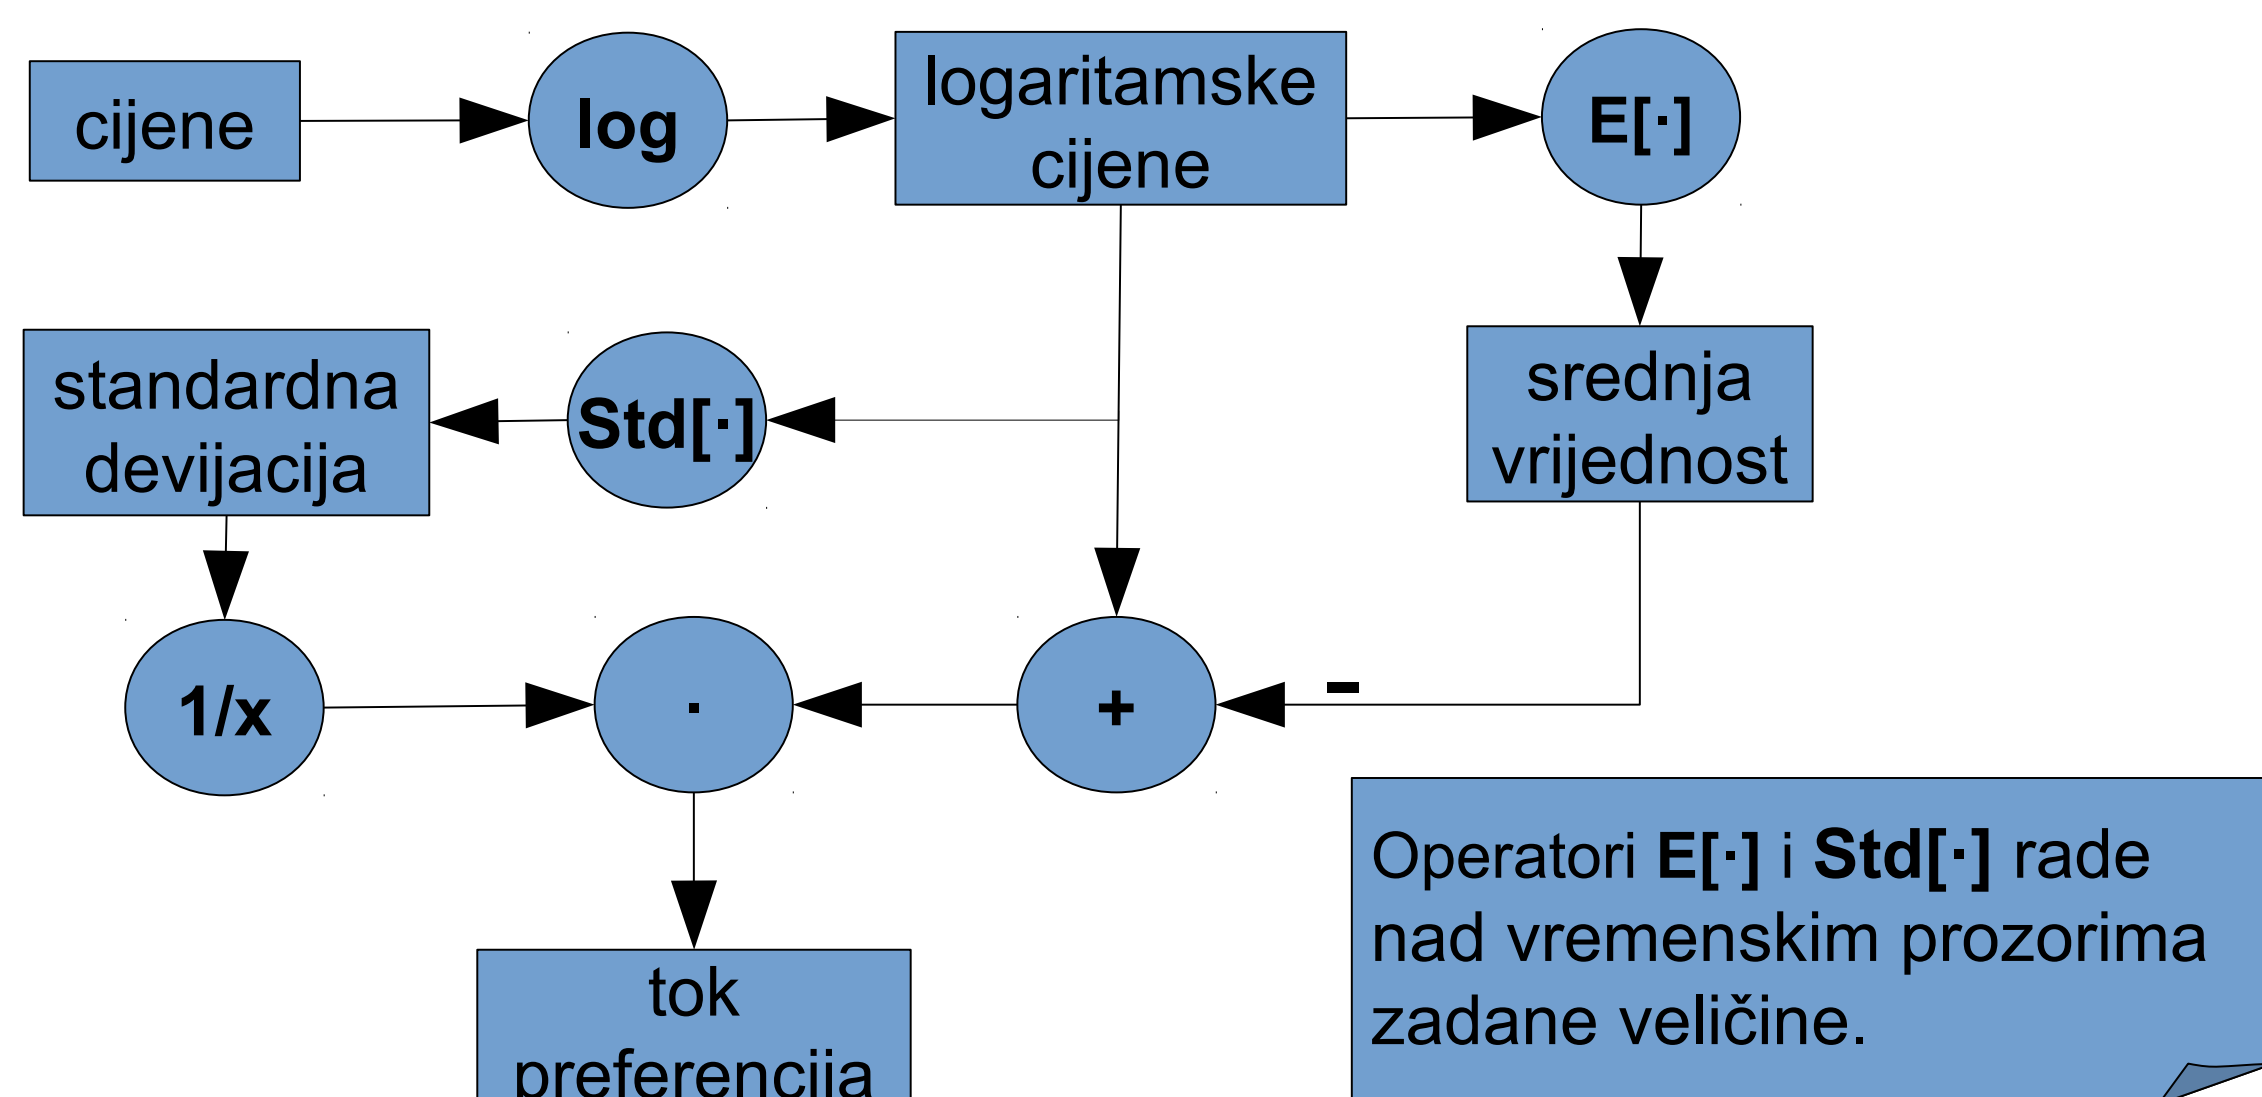 cijene
log
logaritamske
cijene
E[·]
standardna
devijacija
Std[·]
srednja
vrijednost
1/x
·
+
-
tok
preferencija
Operatori E[·] i Std[·] rade
nad vremenskim prozorima
zadane veličine.